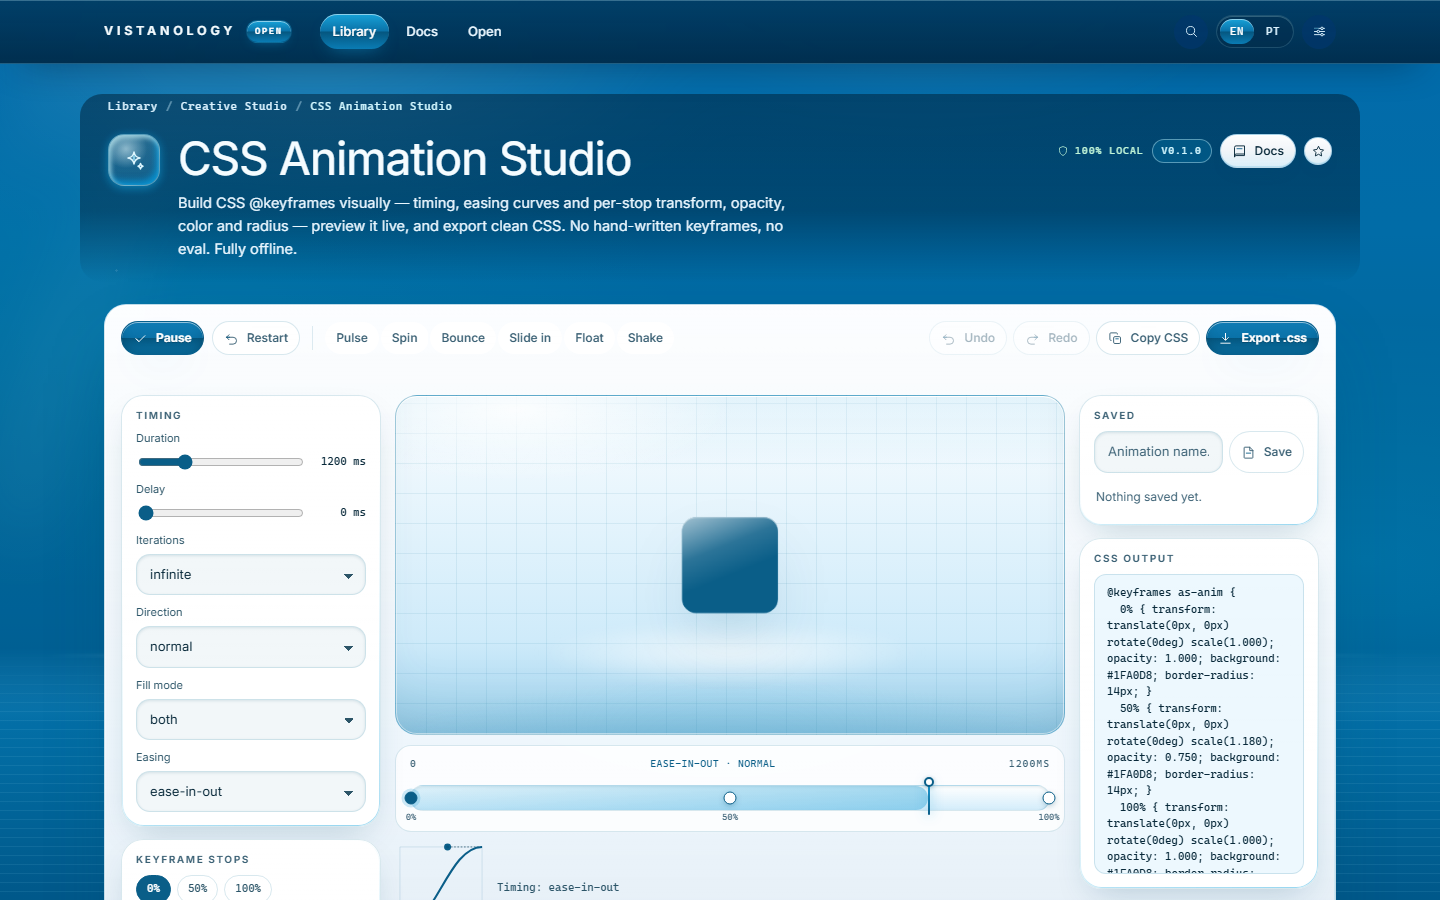 VISTANOLOGY OPEN Library Docs Open EN PT
Library / Creative Studio / CSS Animation Studio
CSS Animation Studio
100% LOCAL V0.1.0 Docs
Build CSS @keyframes visually — timing, easing curves and per-stop transform, opacity,
color and radius — preview it live, and export clean CSS. No hand-written keyframes, no
eval. Fully offline.
Pause Restart Pulse Spin Bounce Slide in Float Shake Undo Redo Copy CSS Export .css
TIMING
Duration
1200 ms
Delay
0 ms
Iterations
infinite
Direction
normal
Fill mode
both
Easing
ease-in-out
KEYFRAME STOPS
0% 50% 100%
0 EASE-IN-OUT · NORMAL 1200MS
0% 50% 100%
Timing: ease-in-out
SAVED
Animation name. Save
Nothing saved yet.
CSS OUTPUT
@keyframes as-anim {
0% { transform:
translate(0px, 0px)
rotate(0deg) scale(1.000);
opacity: 1.000; background:
#1FA0D8; border-radius:
14px; }
50% { transform:
translate(0px, 0px)
rotate(0deg) scale(1.180);
opacity: 0.750; background:
#1FA0D8; border-radius:
14px; }
100% { transform:
translate(0px, 0px)
rotate(0deg) scale(1.000);
opacity: 1.000; background:
#1FA0D8; border-radius: